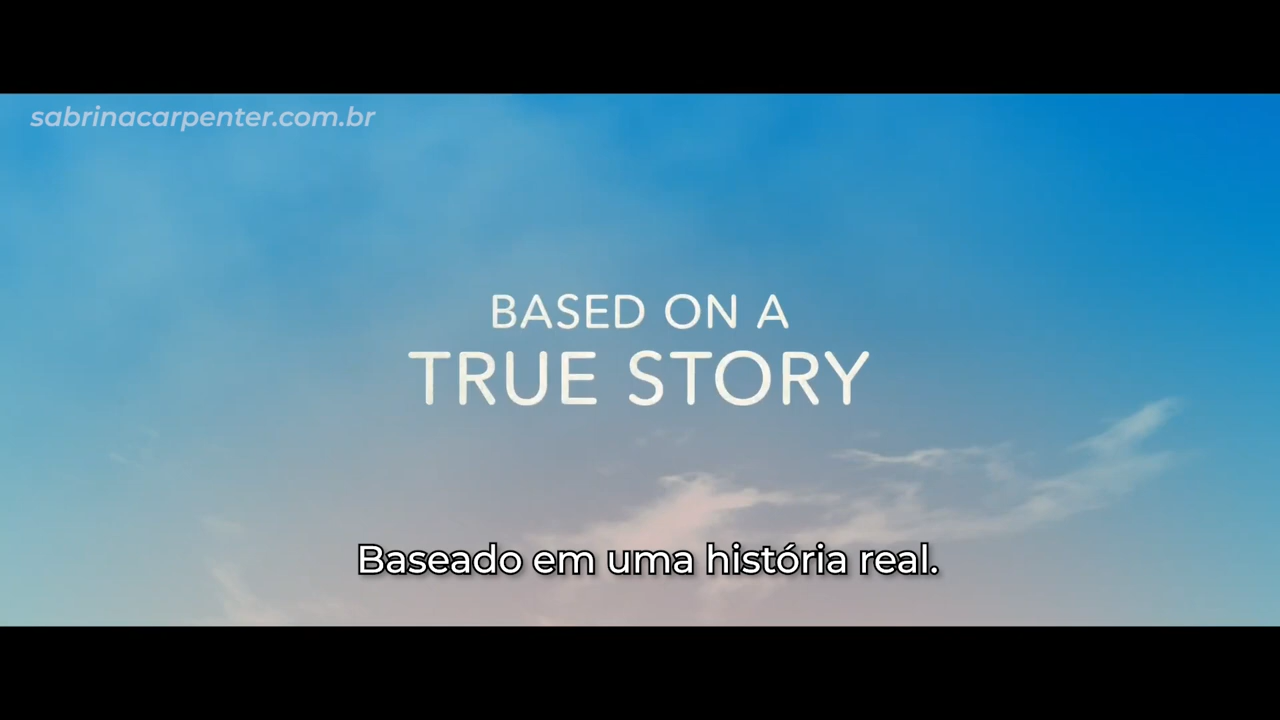 sabrinacarpenter.com.br
BASED ON A
TRUE STORY
Baseado em uma história real.